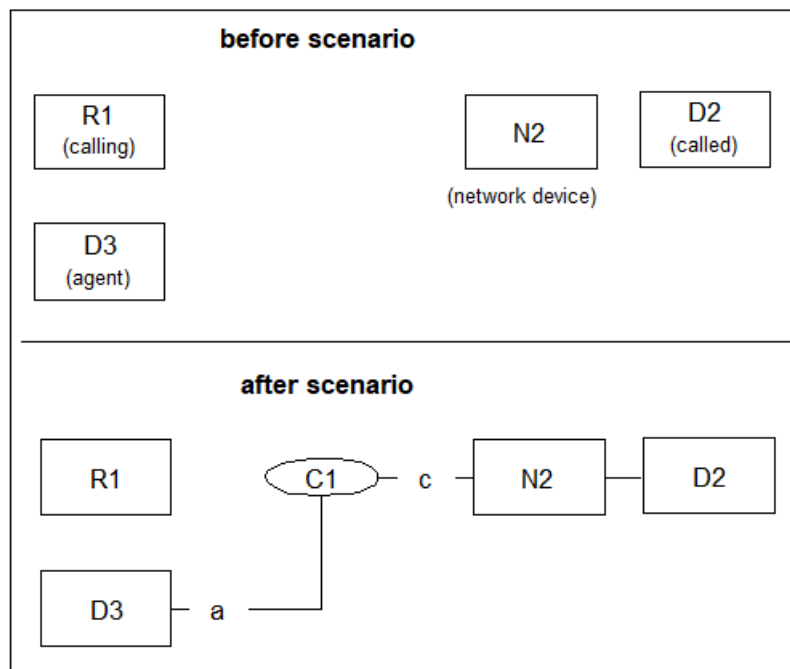 before scenario
R1
(calling)
N2
D2
(called)
(network device)
D3
(agent)
after scenario
R1
C1
c
N2
D2
D3
a